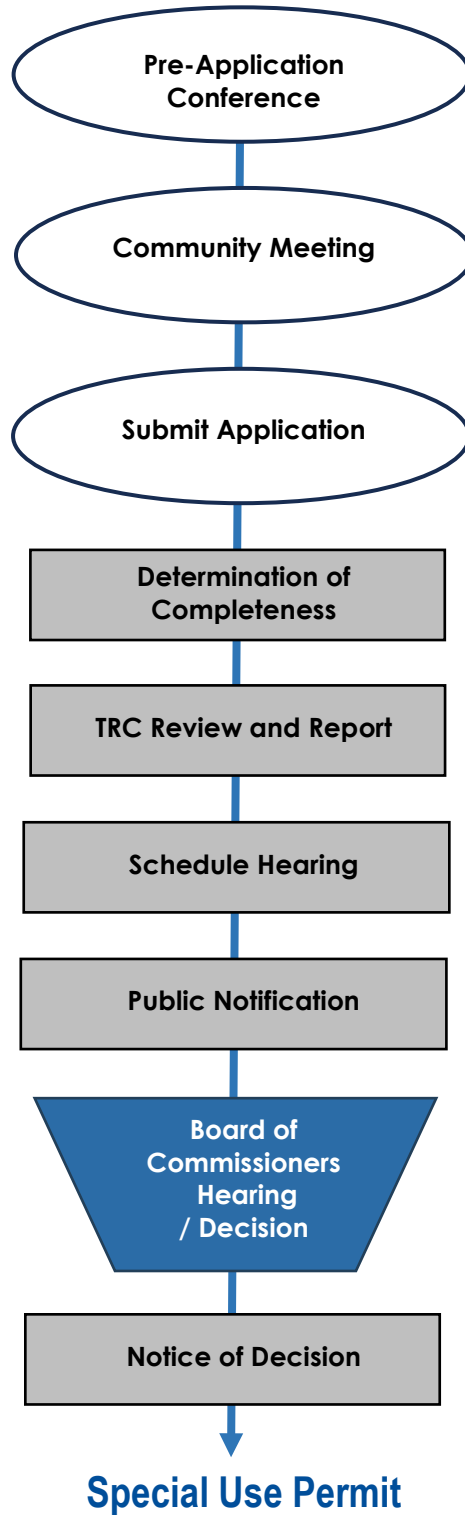 Pre-Application
Conference
Community Meeting
Submit Application
Determination of
Completeness
TRC Review and Report
Schedule Hearing
Public Notification
Board of
Commissioners
Hearing
/ Decision
Notice of Decision
Special Use Permit